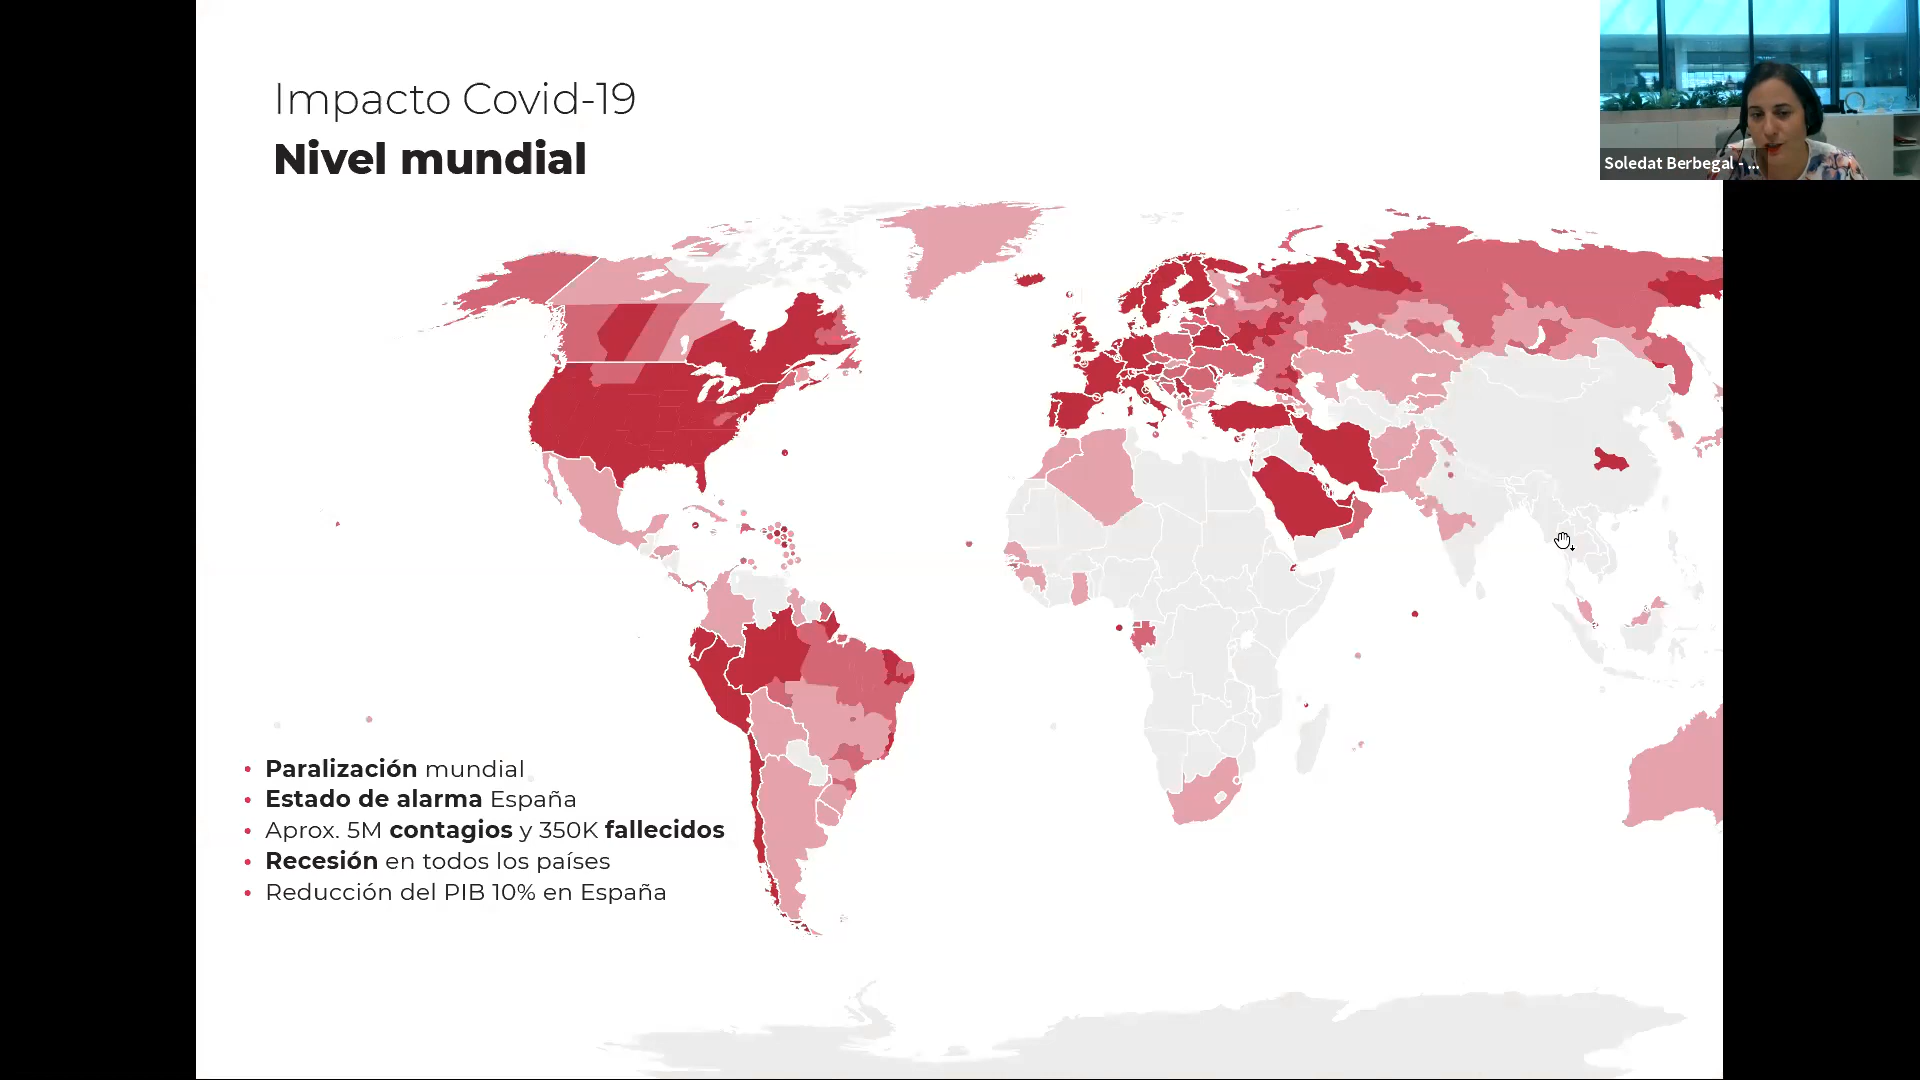 Impacto Covid-19
Nivel mundial
Soledat Berbegal - ...
• Paralización mundial
• Estado de alarma España
• Aprox. 5M contagios y 350K fallecidos
• Recesión en todos los países
• Reducción del PIB 10% en España